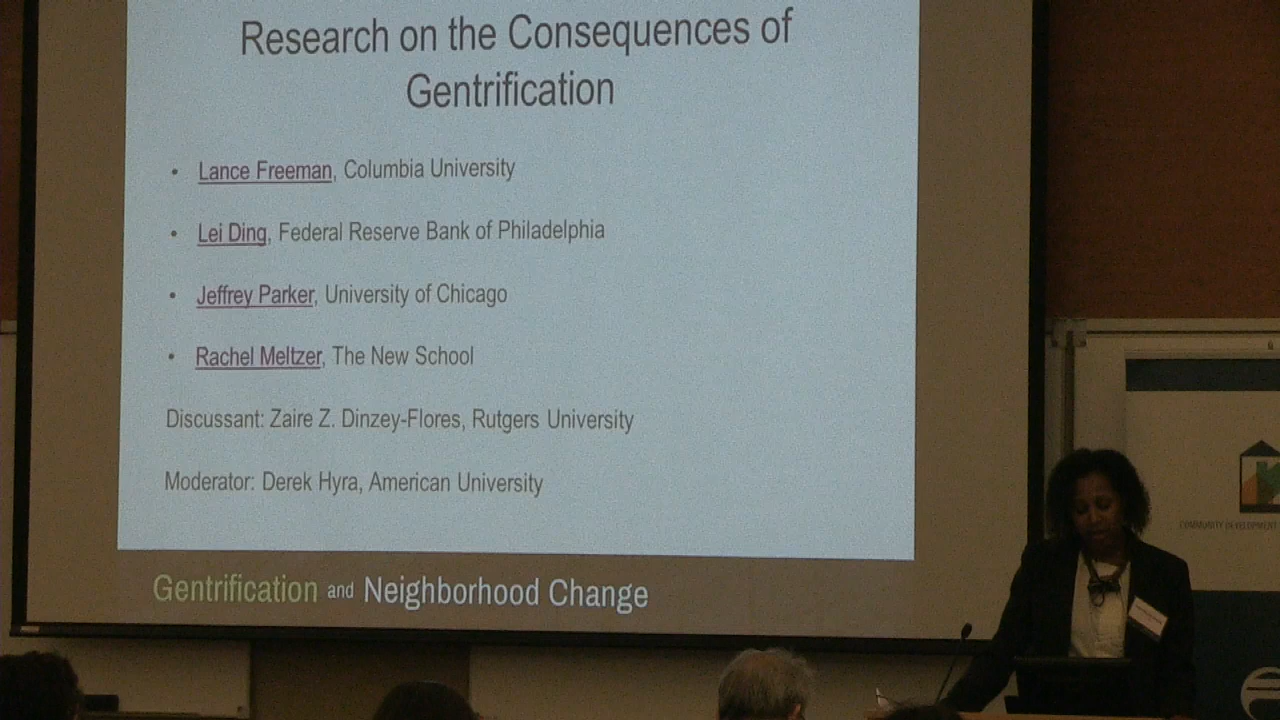 Research on the Consequences of
Gentrification
• Lance Freeman, Columbia University
• Lei Ding, Federal Reserve Bank of Philadelphia
• Jeffrey Parker, University of Chicago
• Rachel Meltzer, The New School
Discussant: Zaire Z. Dinzey-Flores, Rutgers University
Moderator: Derek Hyra, American University
Gentrification and Neighborhood Change
COMMUNITY DEVELOPMENT